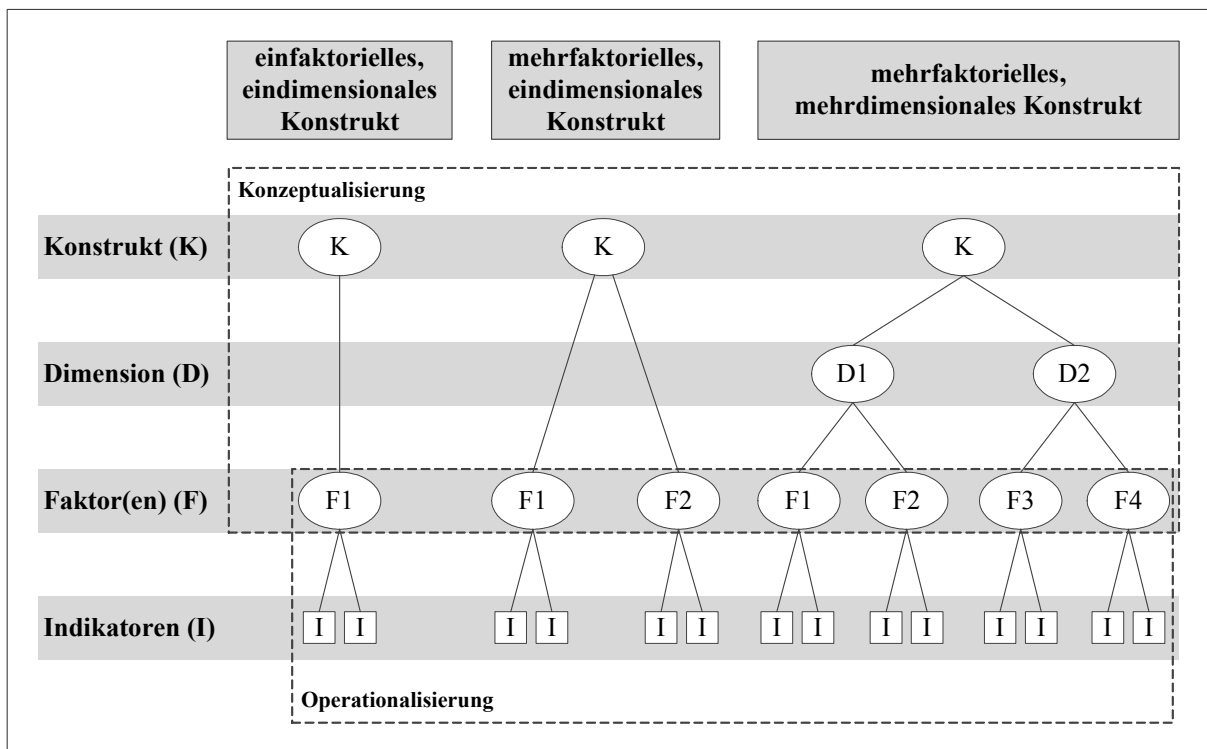 einfaktorielles,
eindimensionales
Konstrukt
mehrfaktorielles,
eindimensionales
Konstrukt
mehrfaktorielles,
mehrdimensionales Konstrukt
Konzeptualisierung
Konstrukt (K) K K K
Dimension (D) D1 D2
Faktor(en) (F) F1 F1 F2 F1 F2 F3 F4
Indikatoren (I) I I I I I I I I I I I I I I
Operationalisierung